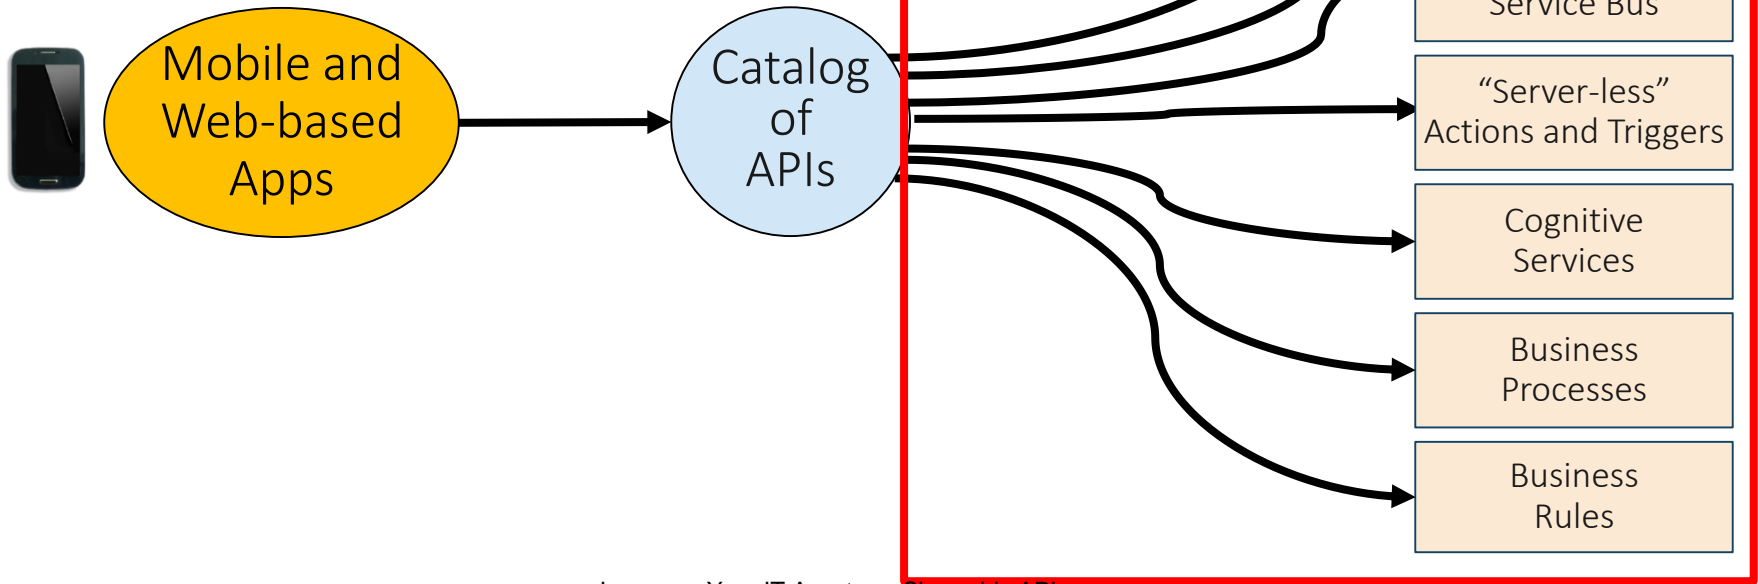 Mobile and
Web-based
Apps
Catalog
of
APIs
Service Bus
“Server-less”
Actions and Triggers
Cognitive
Services
Business
Processes
Business
Rules